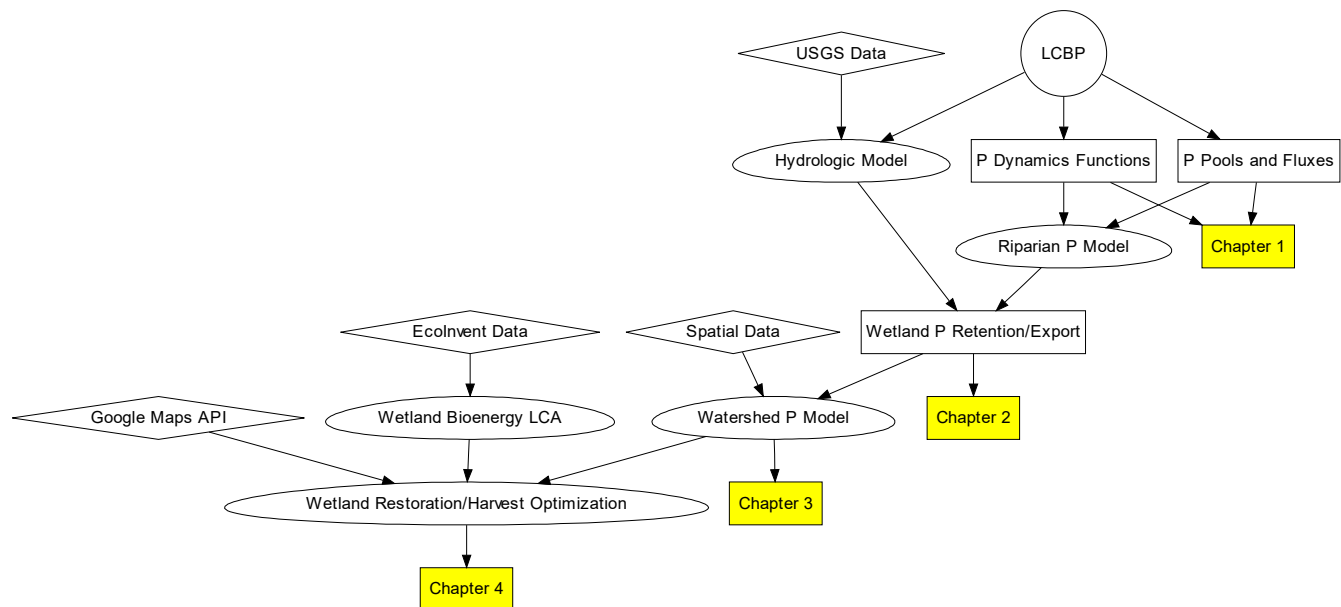 USGS Data
LCBP
Hydrologic Model
P Dynamics Functions
P Pools and Fluxes
Riparian P Model
Chapter 1
EcoInvent Data
Spatial Data
Wetland P Retention/Export
Google Maps API
Wetland Bioenergy LCA
Watershed P Model
Chapter 2
Wetland Restoration/Harvest Optimization
Chapter 3
Chapter 4